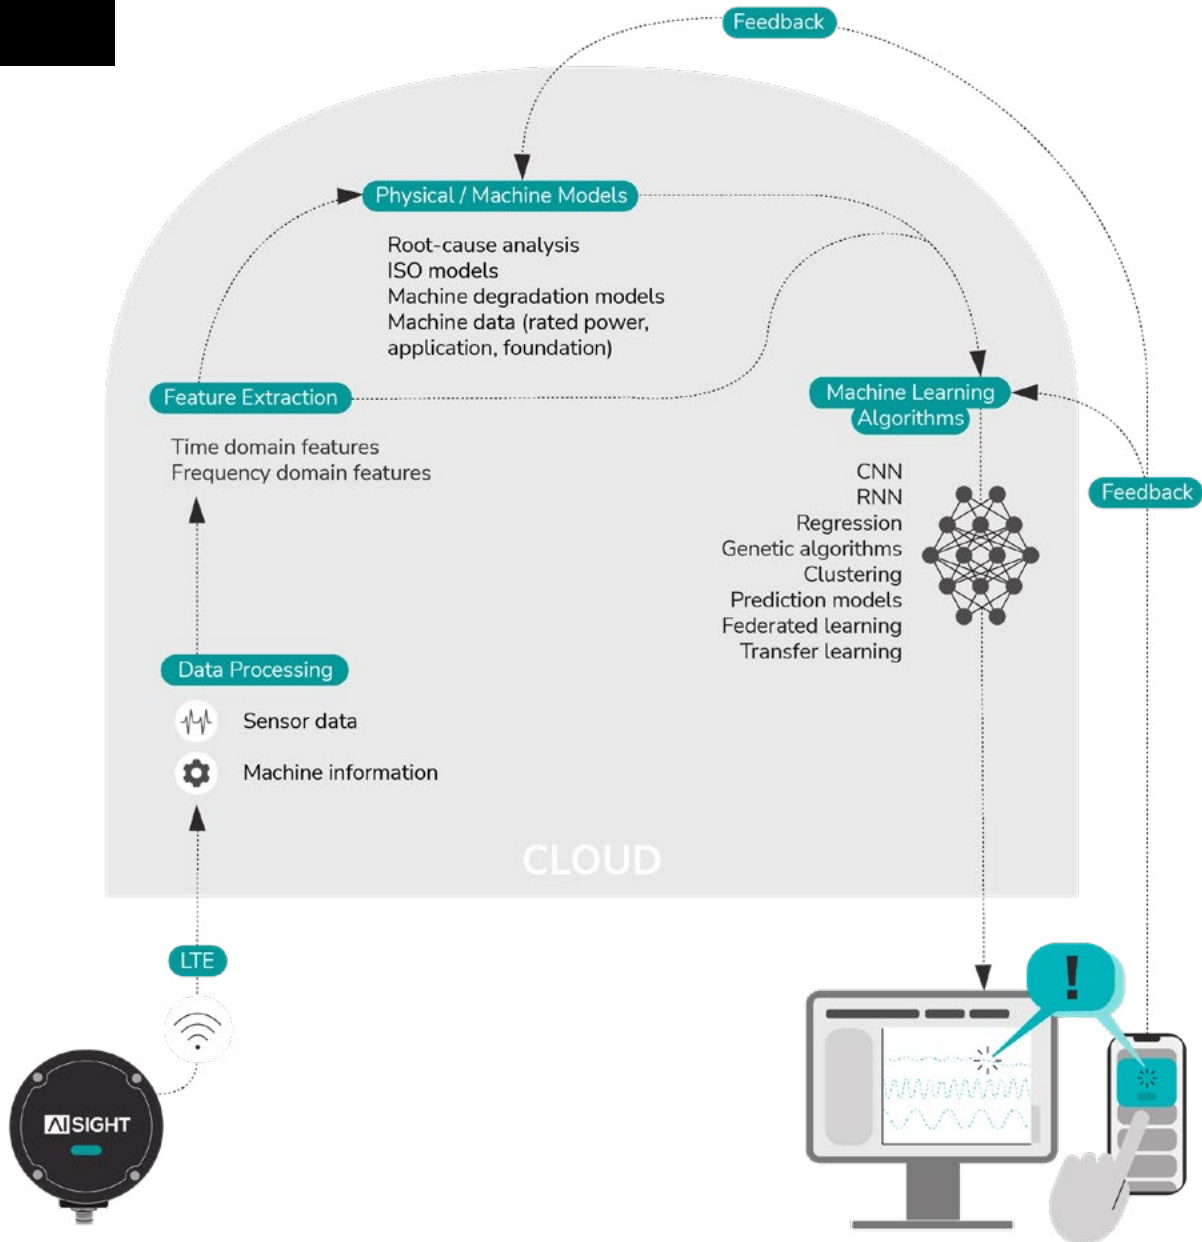 Feedback
Physical / Machine Models
Root-cause analysis
ISO models
Machine degradation models
Machine data (rated power,
application, foundation)
Feature Extraction
Time domain features
Frequency domain features
Machine Learning
Algorithms
CNN
RNN
Regression
Genetic algorithms
Clustering
Prediction models
Federated learning
Transfer learning
Feedback
Data Processing
Sensor data
Machine information
CLOUD
LTE
!
AISIGHT